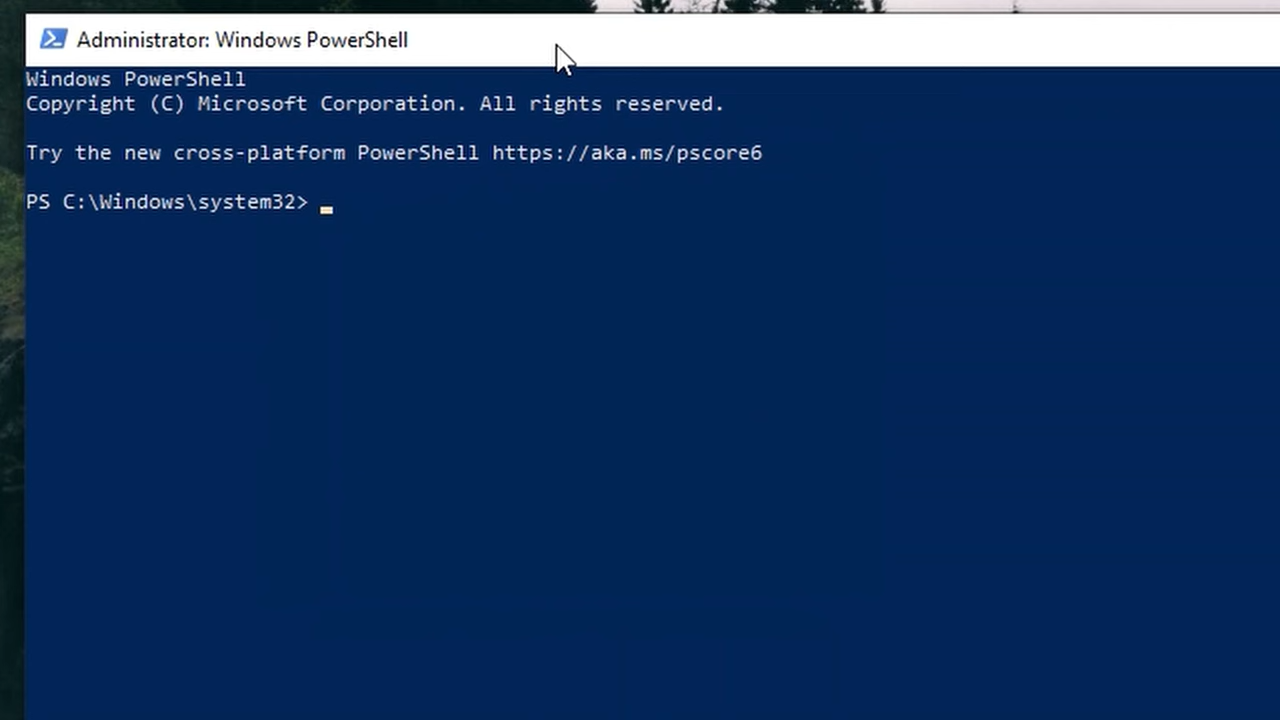 Administrator: Windows PowerShell
Windows PowerShell
Copyright (C) Microsoft Corporation. All rights reserved.
Try the new cross-platform PowerShell https://aka.ms/pscore6
PS C:\Windows\system32>